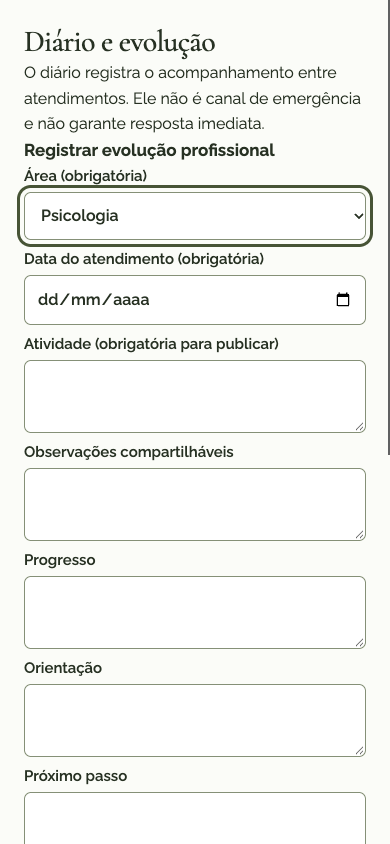 Diário e evolução
O diário registra o acompanhamento entre
atendimentos. Ele não é canal de emergência
e não garante resposta imediata.
Registrar evolução profissional
Área (obrigatória)
Psicologia
Data do atendimento (obrigatória)
dd/mm/aaaa
Atividade (obrigatória para publicar)
Observações compartilháveis
Progresso
Orientação
Próximo passo